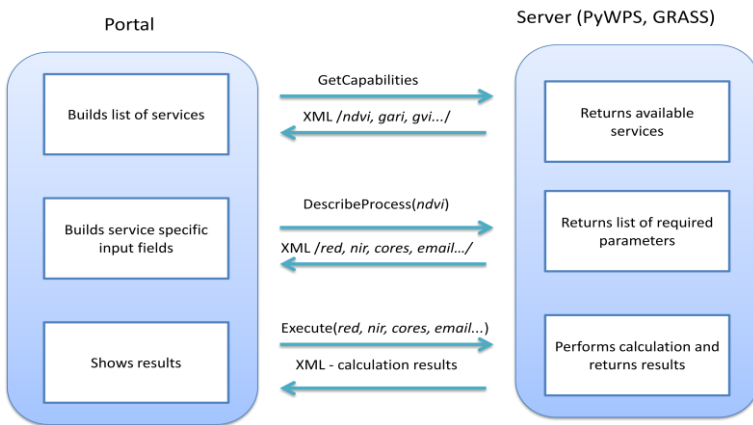 Portal
Server (PyWPS, GRASS)
Builds list of services
GetCapabilities
XML /ndvi, gari, gvi.../
Returns available
services
Builds service specific
input fields
DescribeProcess(ndvi)
XML /red, nir, cores, email.../
Returns list of required
parameters
Shows results
Execute(red, nir, cores, email...)
XML - calculation results
Performs calculation and
returns results